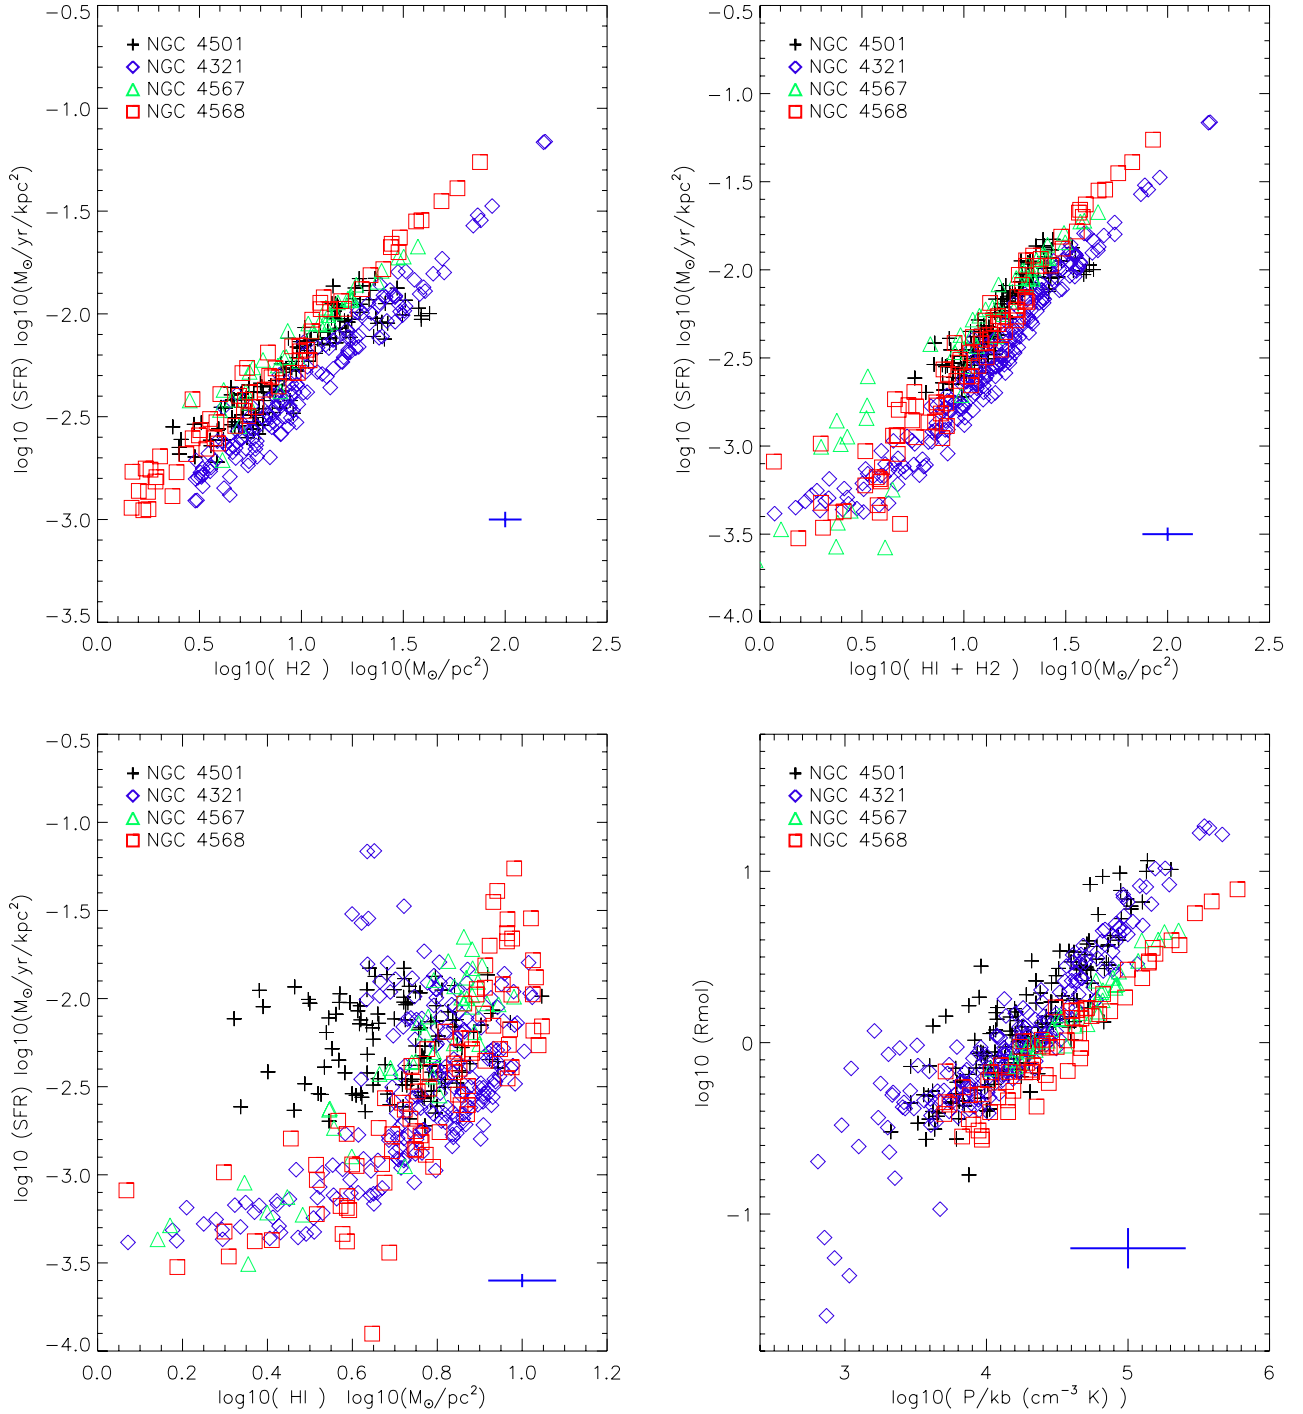 NGC 4501
NGC 4321
NGC 4567
NGC 4568
−0.5
−1.0
−1.5
−2.0
−2.5
−3.0
−3.5
0.0 0.5 1.0 1.5 2.0 2.5
log10( H2 ) log10(M⊙/pc²)
log10 (SFR) log10(M⊙/yr/kpc²)
NGC 4501
NGC 4321
NGC 4567
NGC 4568
−0.5
−1.0
−1.5
−2.0
−2.5
−3.0
−3.5
−4.0
0.0 0.5 1.0 1.5 2.0 2.5
log10( HI + H2 ) log10(M⊙/pc²)
log10 (SFR) log10(M⊙/yr/kpc²)
NGC 4501
NGC 4321
NGC 4567
NGC 4568
−0.5
−1.0
−1.5
−2.0
−2.5
−3.0
−3.5
−4.0
0.0 0.2 0.4 0.6 0.8 1.0 1.2
log10( HI ) log10(M⊙/pc²)
log10 (SFR) log10(M⊙/yr/kpc²)
NGC 4501
NGC 4321
NGC 4567
NGC 4568
1
0
−1
3 4 5 6
log10( P/kb (cm⁻³ K) )
log10 (Rmol)